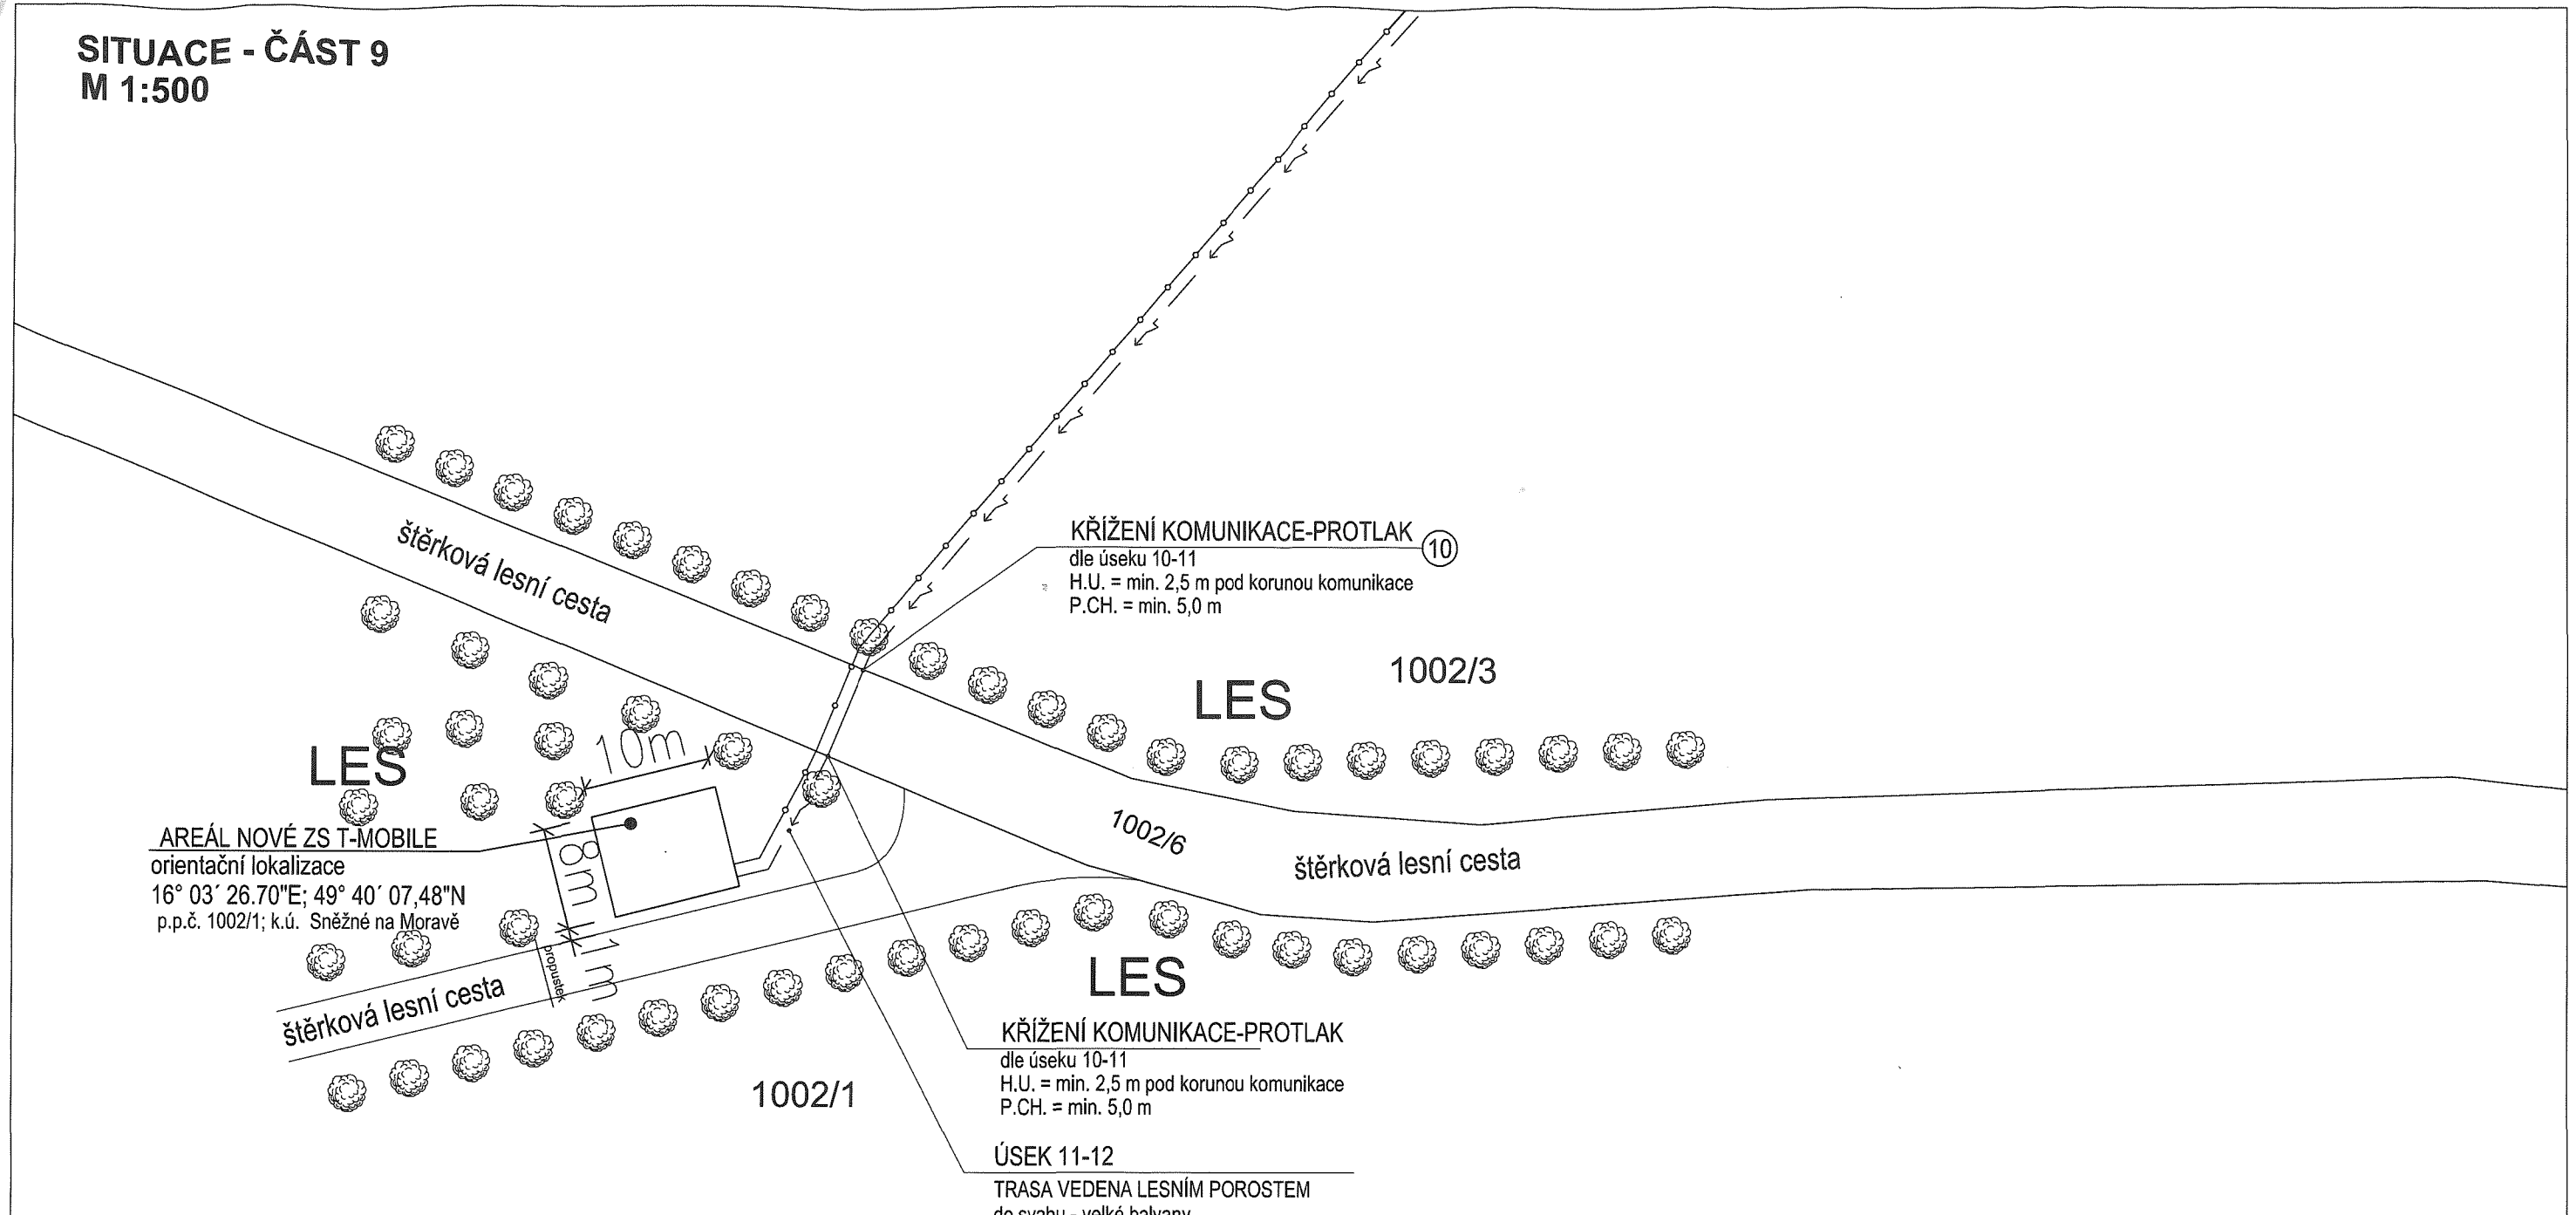 SITUACE - ČÁST 9
M 1:500
štěrková lesní cesta
KŘÍŽENÍ KOMUNIKACE-PROTLAK
10
dle úseku 10-11
H.U. = min. 2,5 m pod korunou komunikace
P.CH. = min. 5,0 m
1002/3
LES
LES
10m
8m
1m
propustek
AREÁL NOVÉ ZS T-MOBILE
orientační lokalizace
16° 03´ 26.70"E; 49° 40´ 07,48"N
p.p.č. 1002/1; k.ú. Sněžné na Moravě
1002/6
štěrková lesní cesta
štěrková lesní cesta
LES
KŘÍŽENÍ KOMUNIKACE-PROTLAK
dle úseku 10-11
H.U. = min. 2,5 m pod korunou komunikace
P.CH. = min. 5,0 m
1002/1
ÚSEK 11-12
TRASA VEDENA LESNÍM POROSTEM
do svahu - velké balvany